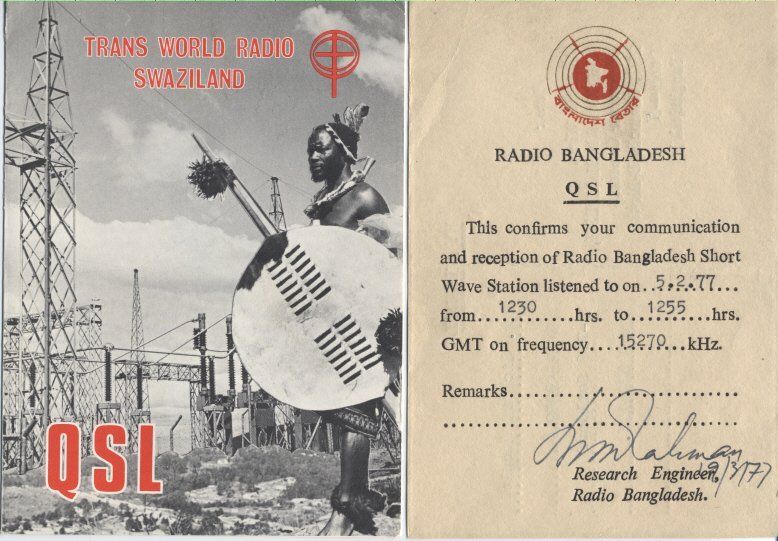 TRANS WORLD RADIO
SWAZILAND
QSL
বাংলাদেশ বেতার
RADIO BANGLADESH
QSL
This confirms your communication
and reception of Radio Bangladesh Short
Wave Station listened to on..5.2.77...
from....1230......hrs. to..1255....hrs.
GMT on frequency....15270....kHz.
Remarks.................................
........................................
Research Engineer,
/3/77
Radio Bangladesh.